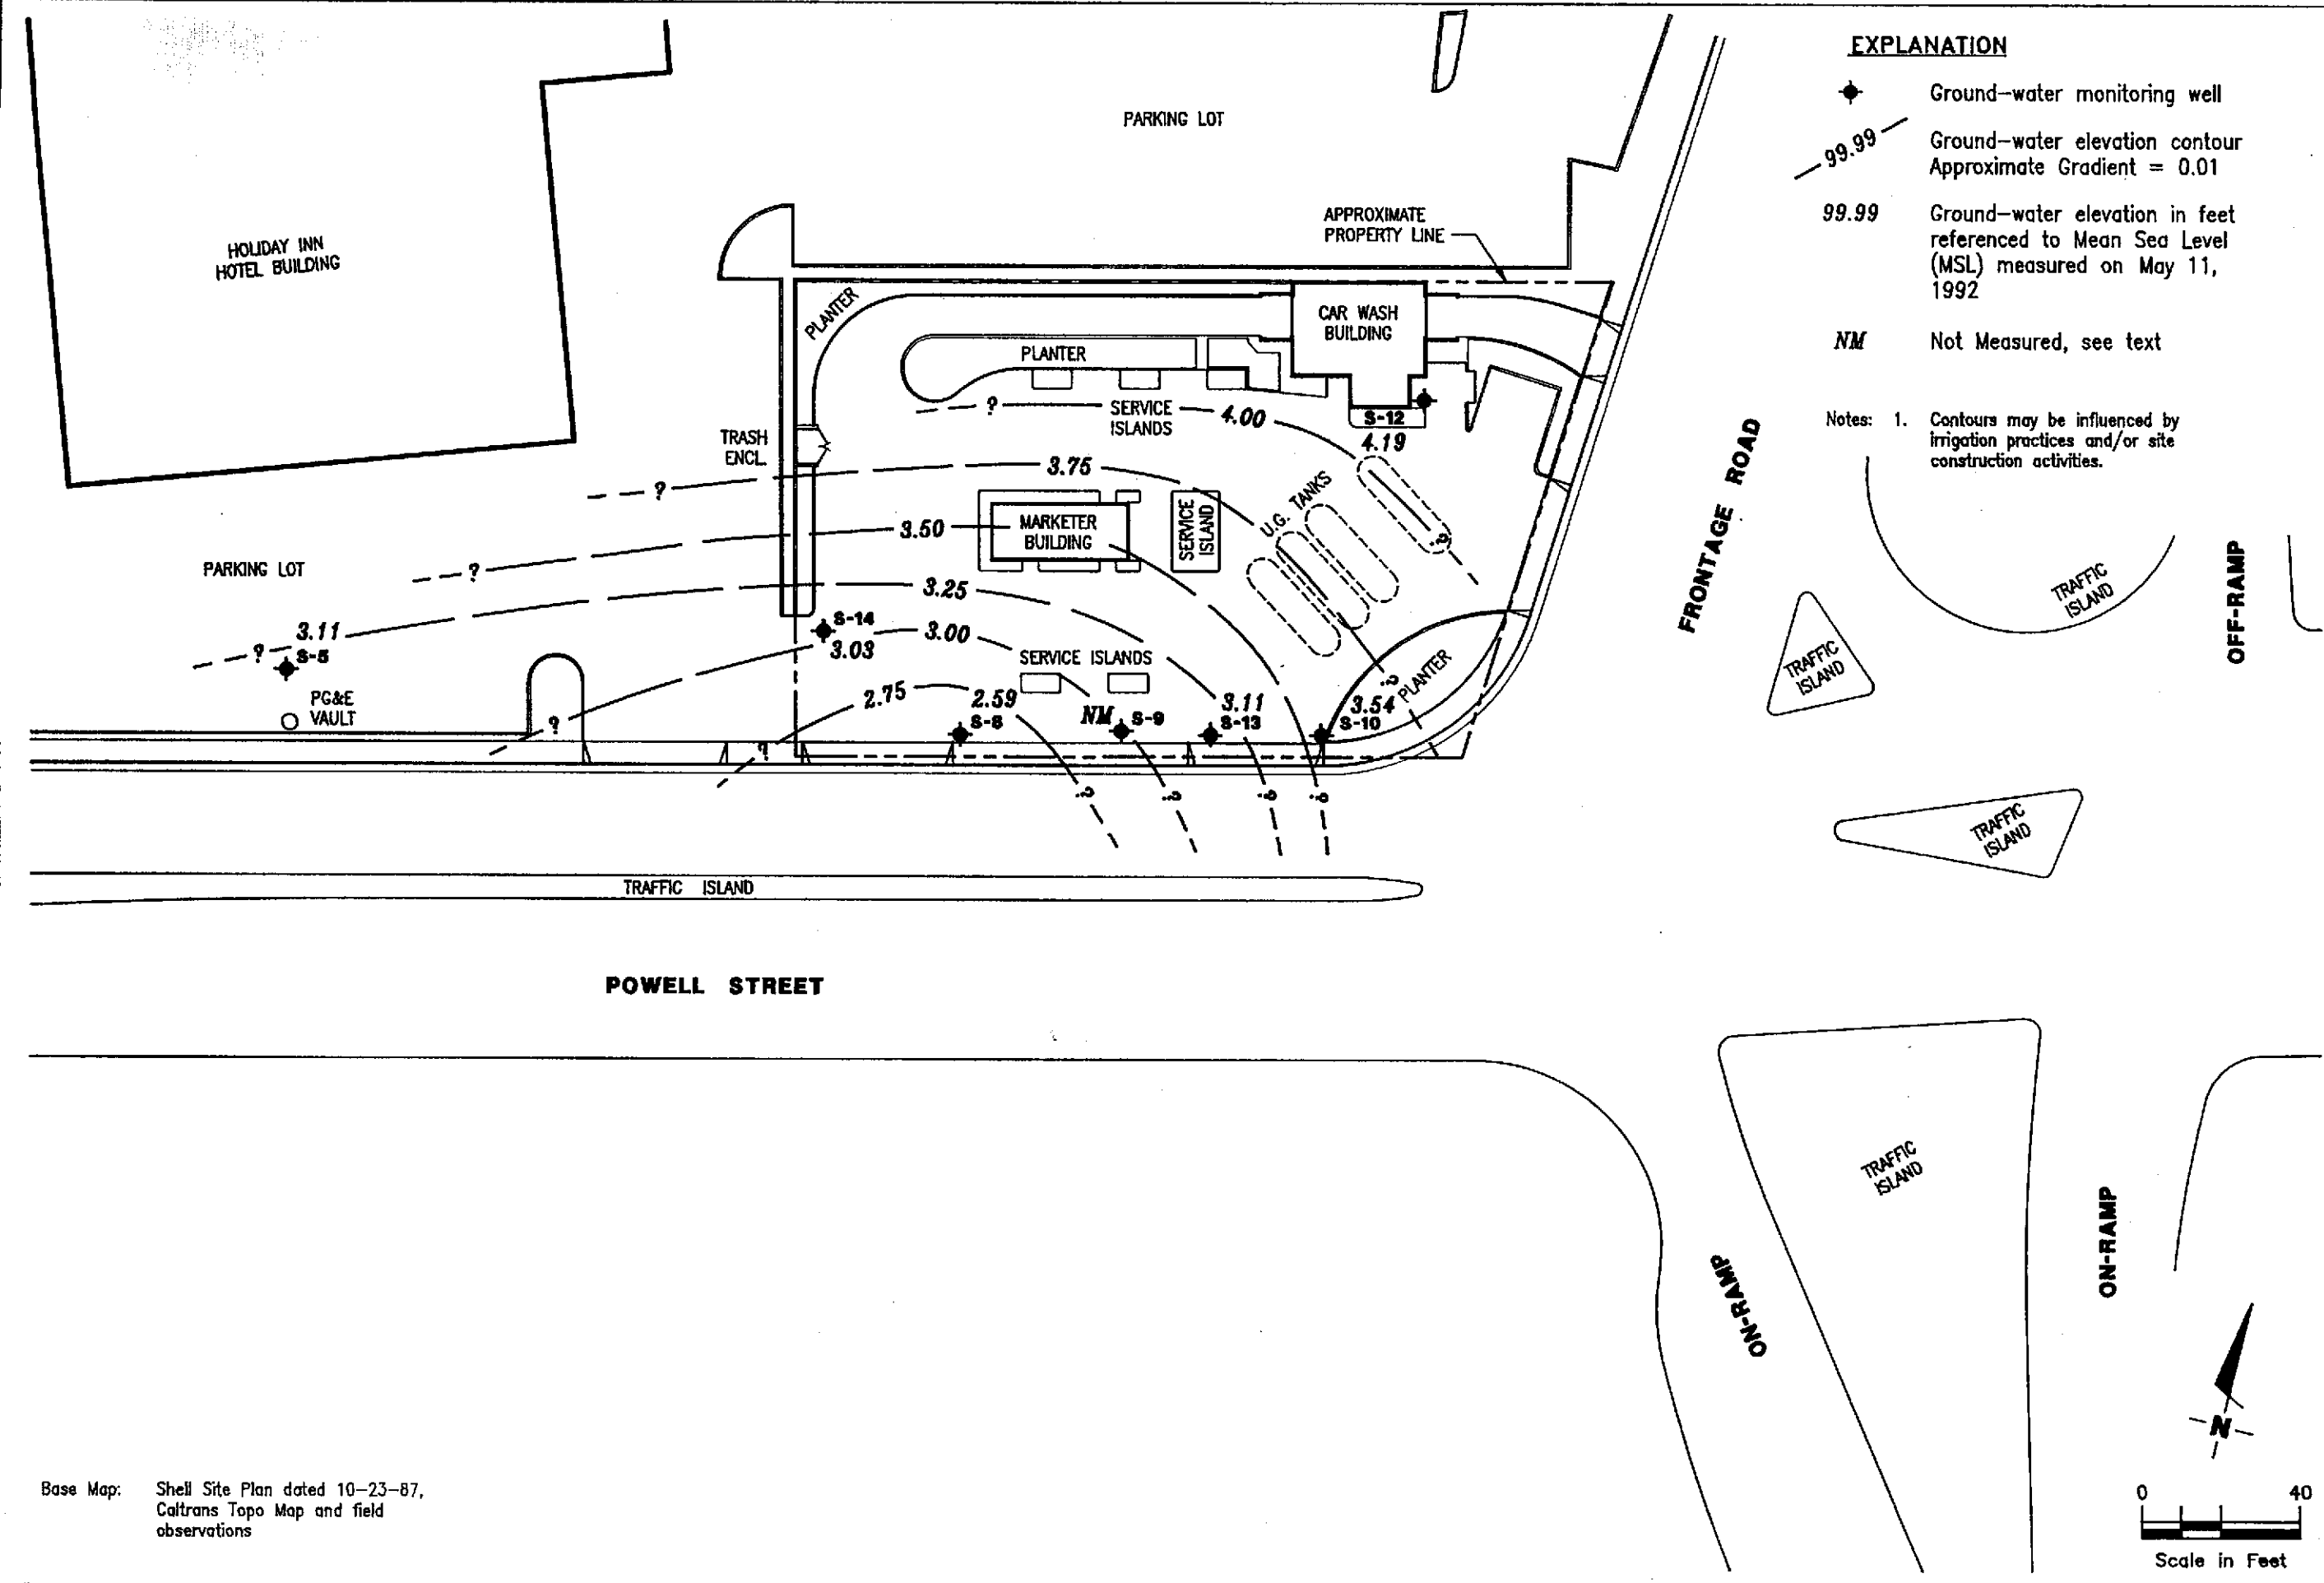 EXPLANATION
Ground-water monitoring well
99.99
Ground-water elevation contour
Approximate Gradient = 0.01
99.99
Ground-water elevation in feet
referenced to Mean Sea Level
(MSL) measured on May 11,
1992
NM
Not Measured, see text
Notes: 1. Contours may be influenced by
irrigation practices and/or site
construction activities.
PARKING LOT
HOLIDAY INN
HOTEL BUILDING
APPROXIMATE
PROPERTY LINE
PLANTER
CAR WASH
BUILDING
PLANTER
?
SERVICE
ISLANDS
4.00
S-12
4.19
TRASH
ENCL.
?
3.75
U.G. TANKS
3.50
MARKETER
BUILDING
SERVICE
ISLAND
?
PARKING LOT
?
3.25
3.11
?
S-5
S-14
3.03
3.00
SERVICE ISLANDS
PLANTER
?
PG&E
VAULT
2.75
2.59
S-8
NM
S-9
3.11
S-13
3.54
S-10
?
?
?
?
?
?
FRONTAGE ROAD
TRAFFIC
ISLAND
OFF-RAMP
TRAFFIC
ISLAND
TRAFFIC
ISLAND
TRAFFIC ISLAND
POWELL STREET
TRAFFIC
ISLAND
ON-RAMP
ON-RAMP
N
0 40
Scale in Feet
Base Map: Shell Site Plan dated 10-23-87,
Caltrans Topo Map and field
observations